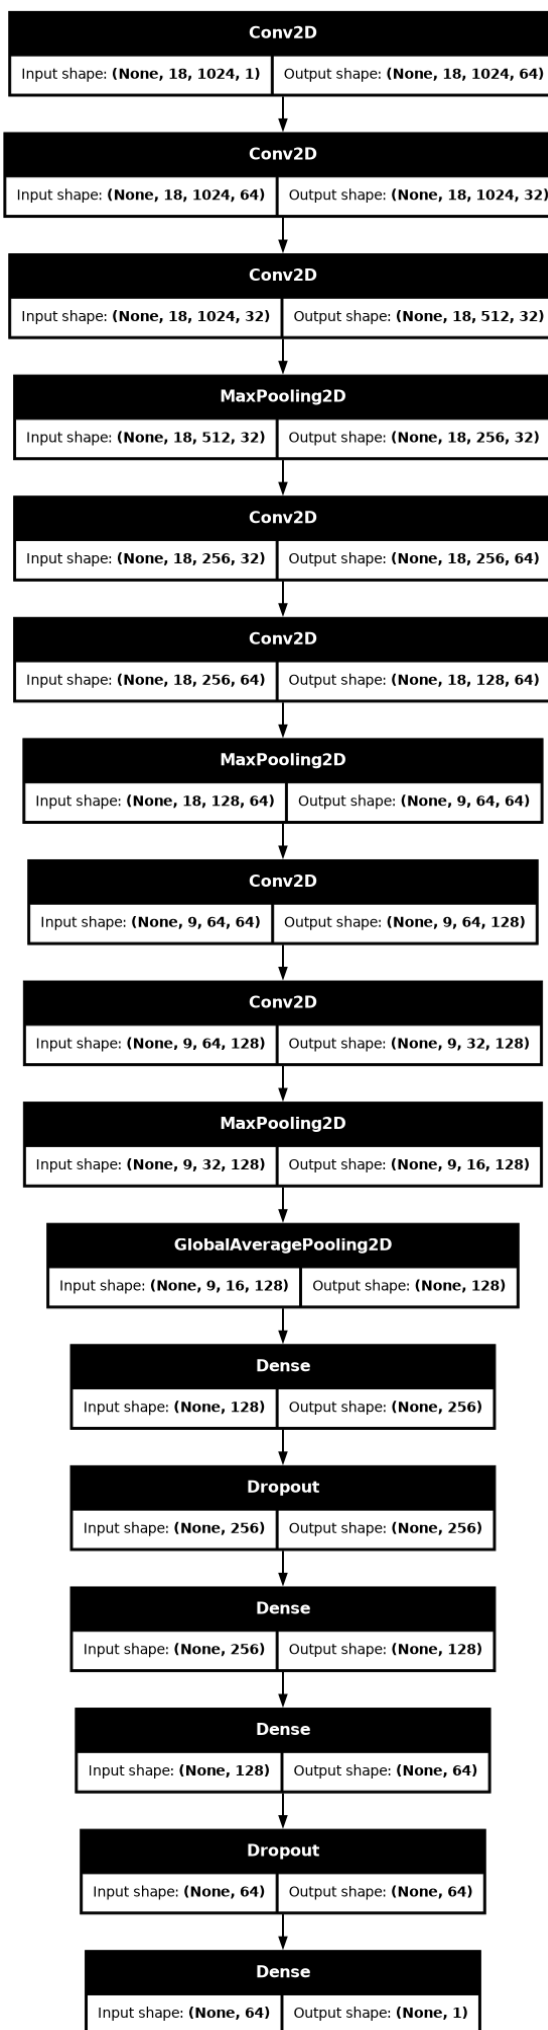 Conv2D
Input shape: (None, 18, 1024, 1) Output shape: (None, 18, 1024, 64)
Conv2D
Input shape: (None, 18, 1024, 64) Output shape: (None, 18, 1024, 32)
Conv2D
Input shape: (None, 18, 1024, 32) Output shape: (None, 18, 512, 32)
MaxPooling2D
Input shape: (None, 18, 512, 32) Output shape: (None, 18, 256, 32)
Conv2D
Input shape: (None, 18, 256, 32) Output shape: (None, 18, 256, 64)
Conv2D
Input shape: (None, 18, 256, 64) Output shape: (None, 18, 128, 64)
MaxPooling2D
Input shape: (None, 18, 128, 64) Output shape: (None, 9, 64, 64)
Conv2D
Input shape: (None, 9, 64, 64) Output shape: (None, 9, 64, 128)
Conv2D
Input shape: (None, 9, 64, 128) Output shape: (None, 9, 32, 128)
MaxPooling2D
Input shape: (None, 9, 32, 128) Output shape: (None, 9, 16, 128)
GlobalAveragePooling2D
Input shape: (None, 9, 16, 128) Output shape: (None, 128)
Dense
Input shape: (None, 128) Output shape: (None, 256)
Dropout
Input shape: (None, 256) Output shape: (None, 256)
Dense
Input shape: (None, 256) Output shape: (None, 128)
Dense
Input shape: (None, 128) Output shape: (None, 64)
Dropout
Input shape: (None, 64) Output shape: (None, 64)
Dense
Input shape: (None, 64) Output shape: (None, 1)